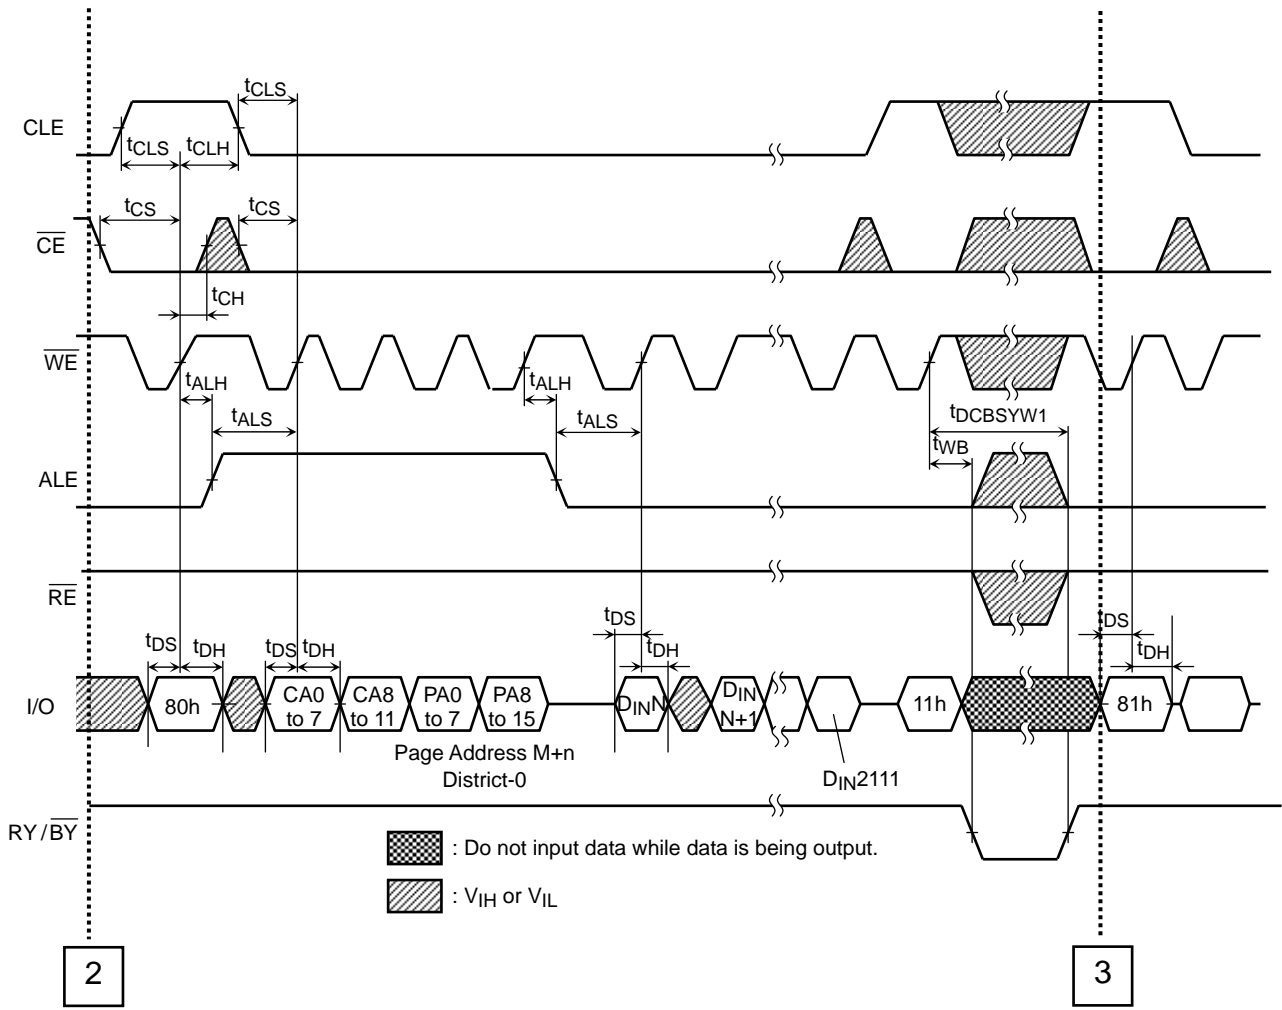 tCLS
CLE
tCLS
tCLH
tCS
tCS
CE
tCH
WE
tALH
tALH
tALS
tALS
tDCBSYW1
tWB
ALE
RE
tDS
tDH
tDS
tDH
tDS
tDH
DS
tDH
I/O
80h
CA0
to 7
CA8
to 11
PA0
to 7
PA8
to 15
DINN
DIN
N+1
11h
81h
Page Address M+n
District-0
DIN2111
RY/BY
: Do not input data while data is being output.
: VIH or VIL
2
3